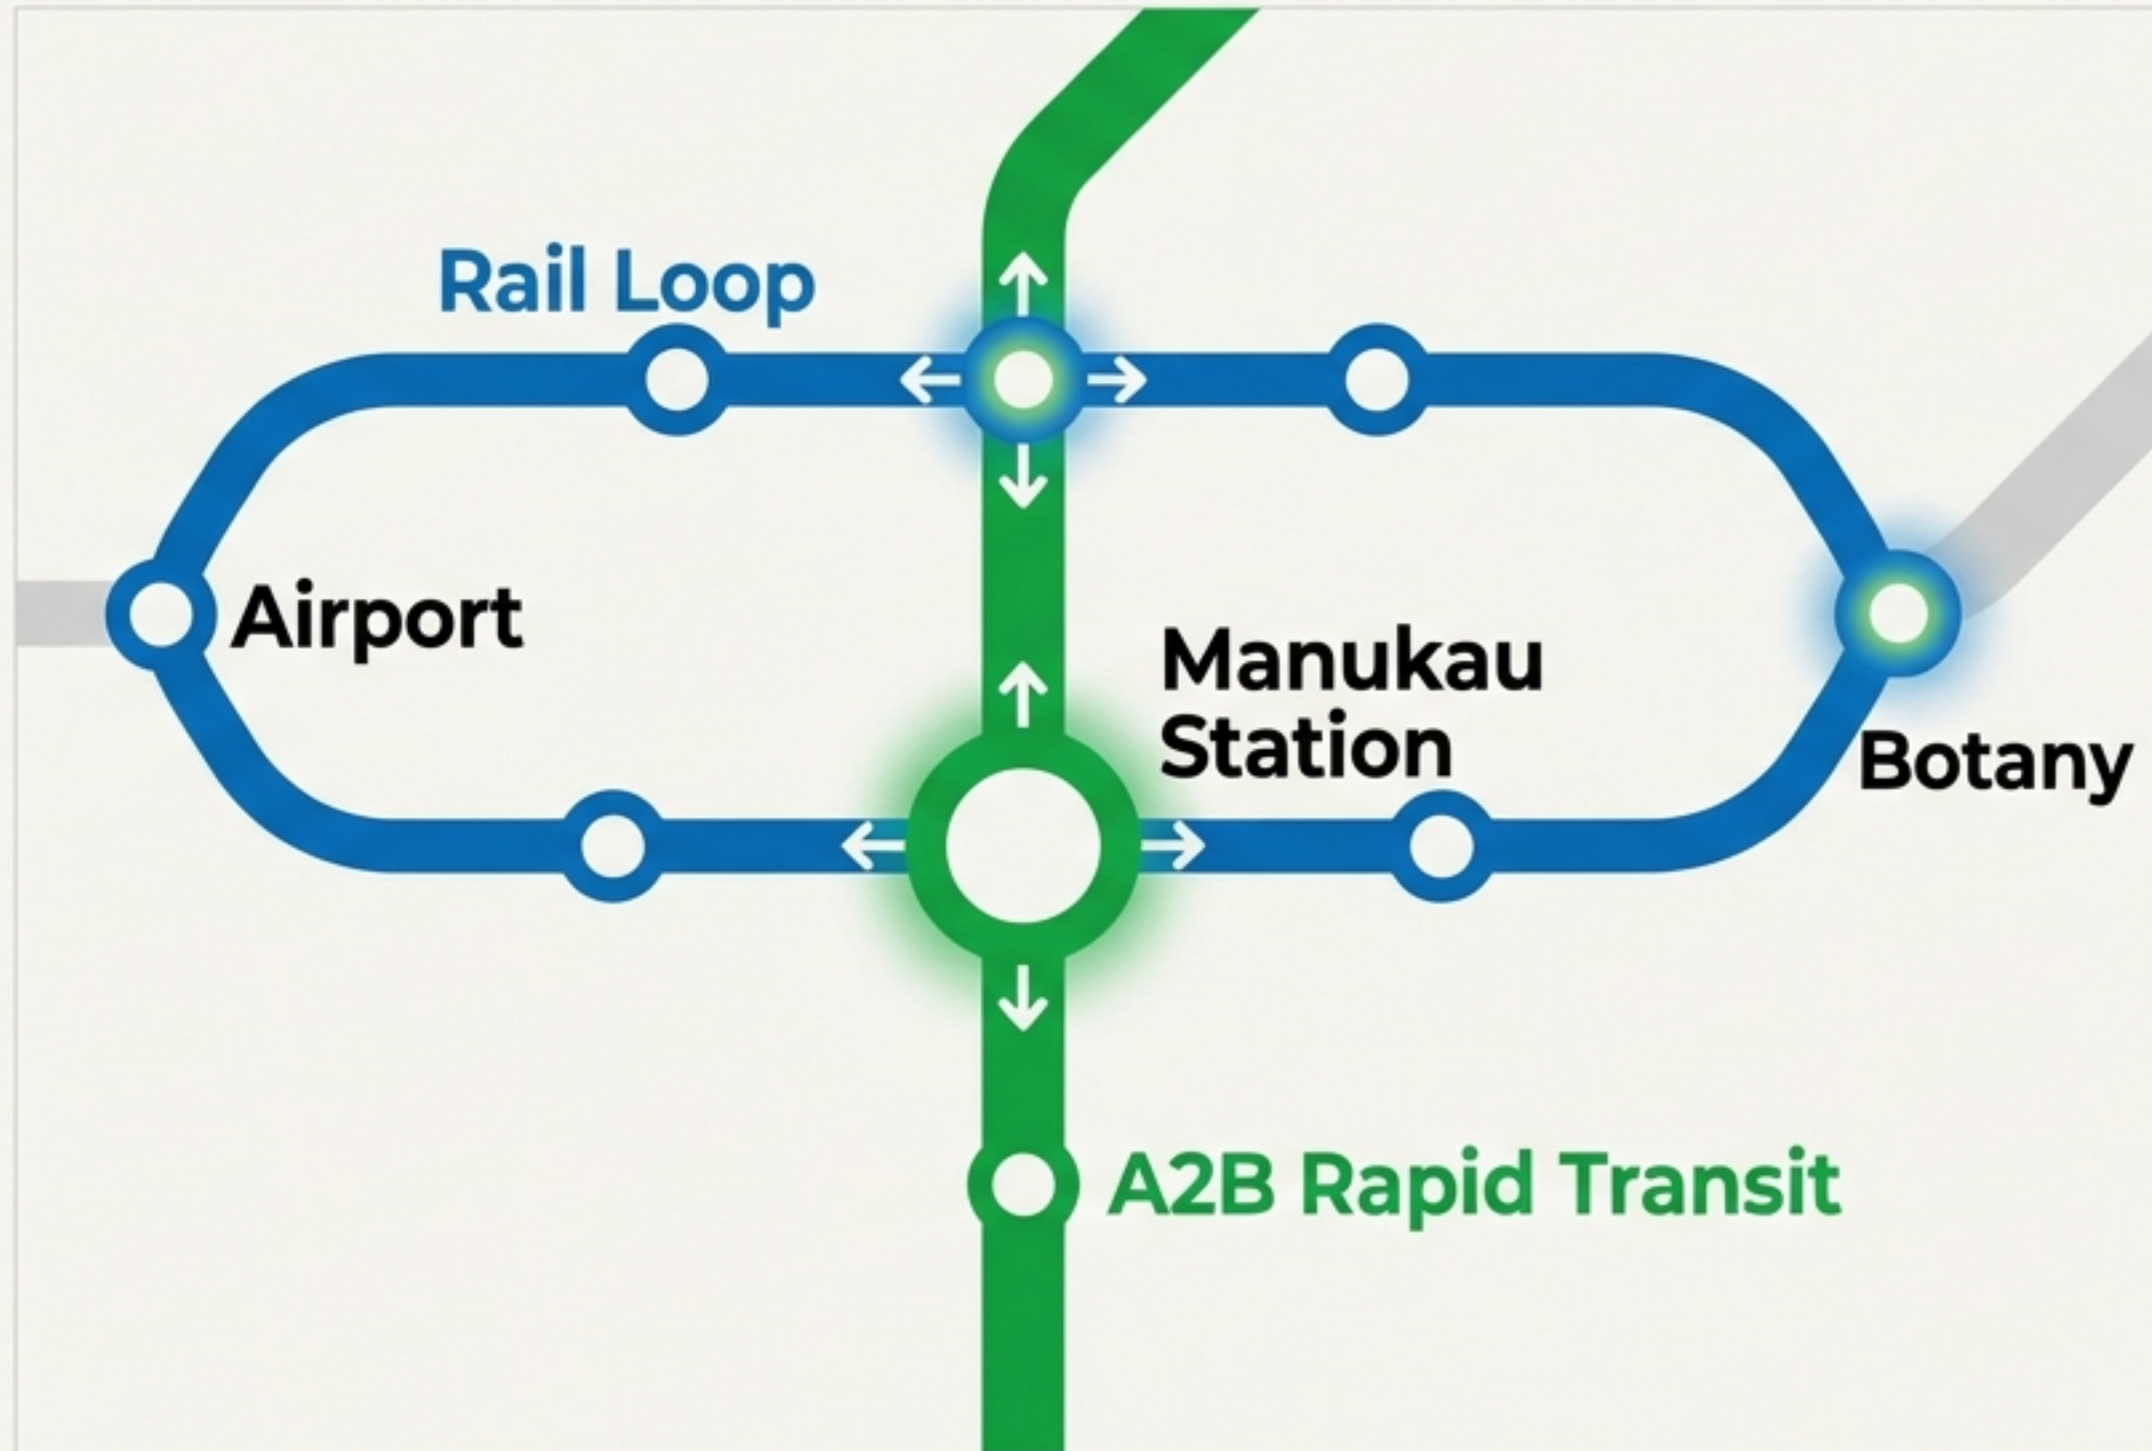 Rail Loop
Airport
Manukau
Station
Botany
A2B Rapid Transit